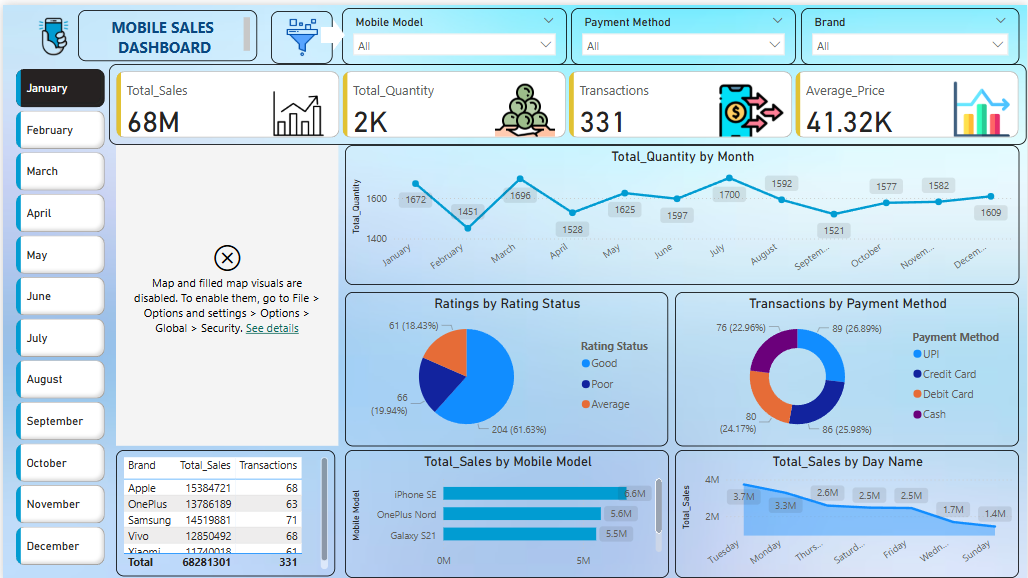 MOBILE SALES
DASHBOARD
Mobile Model
All
Payment Method
All
Brand
All
January
February
March
April
May
June
July
August
September
October
November
December
Total_Sales
68M
Total_Quantity
2K
Transactions
331
Average_Price
41.32K
Map and filled map visuals are
disabled. To enable them, go to File >
Options and settings > Options >
Global > Security. See details
Total_Quantity by Month
Total_Quantity
1600
1400
1672
1451
1696
1528
1625
1597
1700
1592
1521
1577
1582
1609
January
February
March
April
May
June
July
August
Septem...
October
Novem...
Decem...
Ratings by Rating Status
61 (18.43%)
66
(19.94%)
204 (61.63%)
Rating Status
Good
Poor
Average
Transactions by Payment Method
76 (22.96%)
89 (26.89%)
80
(24.17%)
86 (25.98%)
Payment Method
UPI
Credit Card
Debit Card
Cash
Brand Total_Sales Transactions
Apple 15384721 68
OnePlus 13786189 63
Samsung 14519881 71
Vivo 12850492 68
Xiaomi 11740018 61
Total 68281301 331
Total_Sales by Mobile Model
Mobile Model
iPhone SE 6.6M
OnePlus Nord 5.6M
Galaxy S21 5.5M
0M 5M
Total_Sales by Day Name
Total_Sales
4M
2M
3.7M
3.3M
2.6M
2.5M
2.5M
1.7M
1.4M
Tuesday
Monday
Thurs...
Saturd...
Friday
Wedn...
Sunday